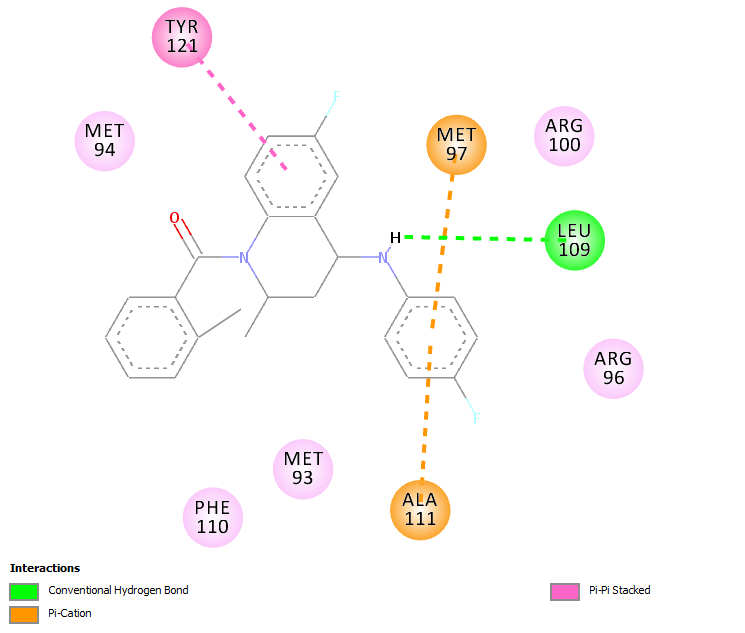 TYR
121
F
MET
94
MET
97
ARG
100
O
H
LEU
109
N
N
ARG
96
F
MET
93
PHE
110
ALA
111
Interactions
Conventional Hydrogen Bond
Pi-Pi Stacked
Pi-Cation